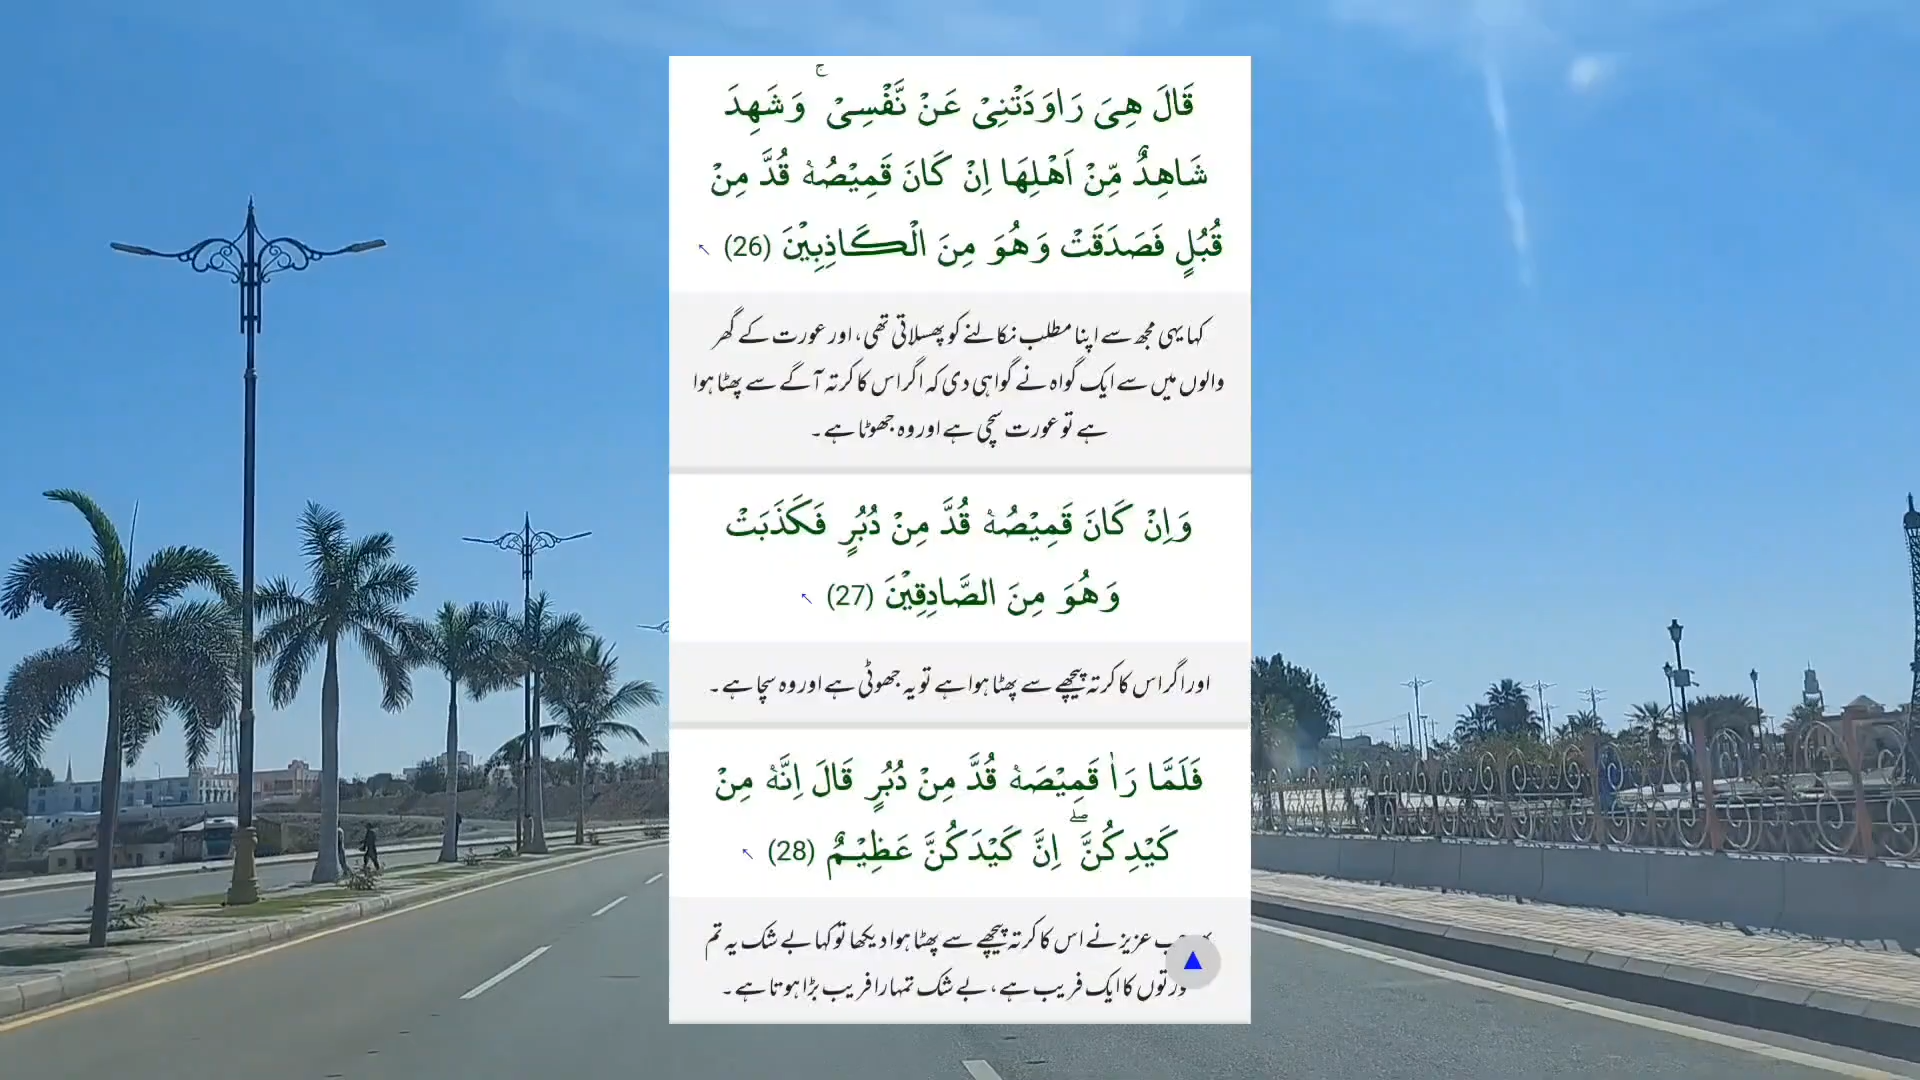 قَالَ هِىَ رَاوَدَتْنِىْ عَنْ نَّفْسِىْ ۚ وَشَهِدَ
شَاهِدٌ مِّنْ اَهْلِهَا اِنْ كَانَ قَمِيْصُهٝ قُدَّ مِنْ
قُبُلٍ فَصَدَقَتْ وَهُوَ مِنَ الْكَاذِبِيْنَ (26)
کہا یہی مجھ سے اپنا مطلب نکالنے کو پھسلاتی تھی، اور عورت کے گھر
والوں میں سے ایک گواہ نے گواہی دی کہ اگر اس کا کرتہ آگے سے پھٹا ہوا
ہے تو عورت سچی ہے اور وہ جھوٹا ہے۔
وَاِنْ كَانَ قَمِيْصُهٝ قُدَّ مِنْ دُبُرٍ فَكَذَبَتْ
وَهُوَ مِنَ الصَّادِقِيْنَ (27)
اور اگر اس کا کرتہ پیچھے سے پھٹا ہوا ہے تو یہ جھوٹی ہے اور وہ سچا ہے۔
فَلَمَّا رَاٰ قَمِيْصَهٝ قُدَّ مِنْ دُبُرٍ قَالَ اِنَّهٝ مِنْ
كَيْدِكُنَّ ۖ اِنَّ كَيْدَكُنَّ عَظِيْمٌ (28)
عزیز نے اس کا کرتہ پیچھے سے پھٹا ہوا دیکھا تو کہا بے شک یہ تم
کا ایک فریب ہے، بے شک تمہارا فریب بڑا ہوتا ہے۔